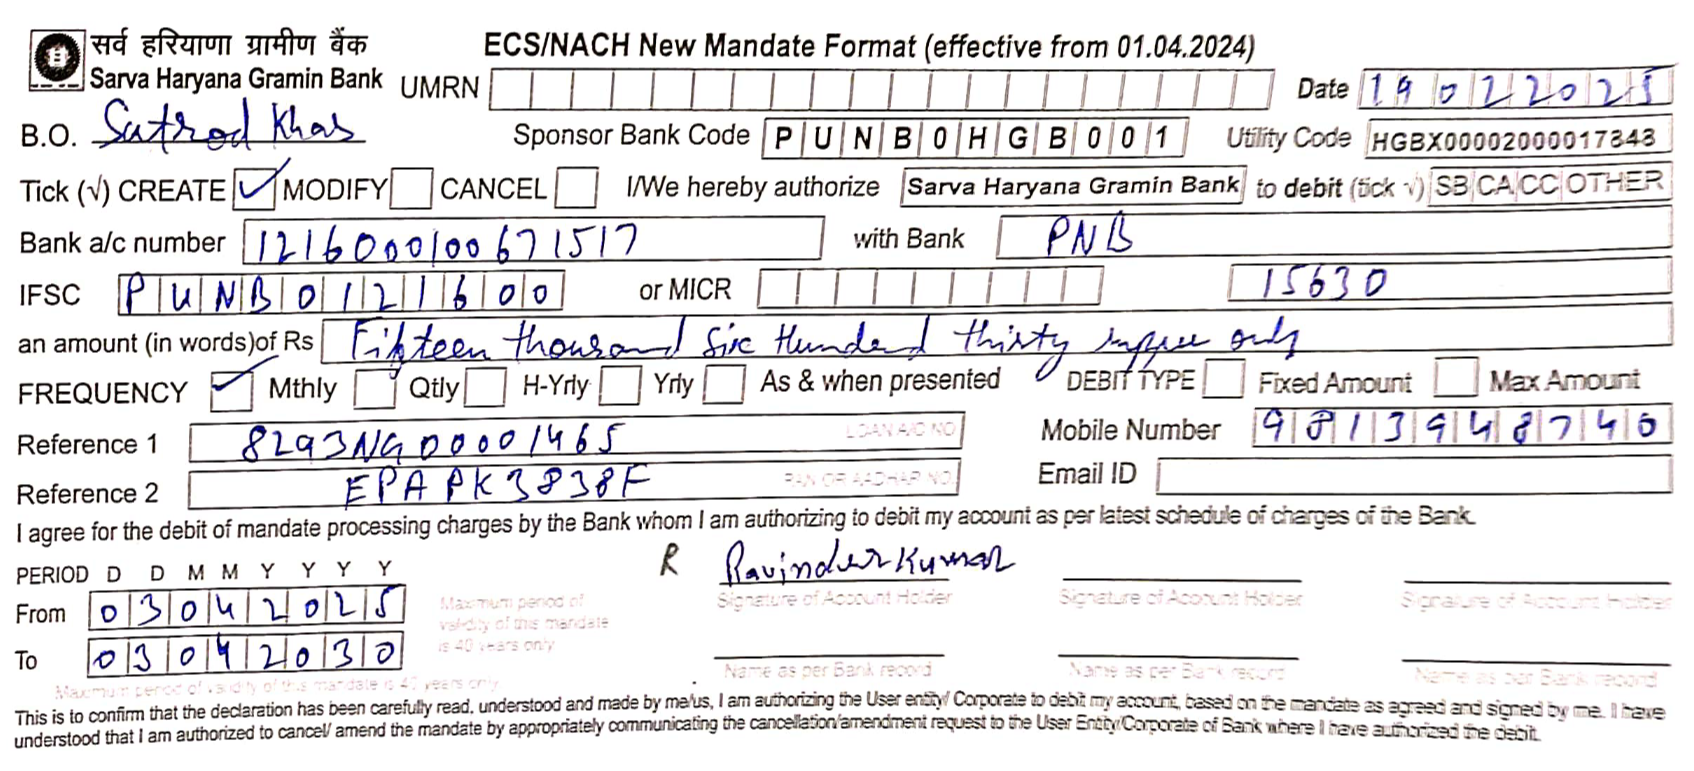 सर्व हरियाणा ग्रामीण बैंक
Sarva Haryana Gramin Bank
ECS/NACH New Mandate Format (effective from 01.04.2024)
UMRN
Date 19022025
B.O. Satrod Khas
Sponsor Bank Code PUNB0HGB001
Utility Code HGBX00002000017343
Tick (√) CREATE ✓ MODIFY CANCEL I/We hereby authorize Sarva Haryana Gramin Bank to debit (tick √) SB CA CC OTHER
Bank a/c number 1216000100671517 with Bank PNB
IFSC PUNB0121600 or MICR 15630
an amount (in words)of Rs Fifteen thousand Six Hundred thirty rupee only
FREQUENCY ✓ Mthly Qtly H-Yrly Yrly As & when presented DEBIT TYPE Fixed Amount Max Amount
Reference 1 8293NG00001465 LOAN A/C NO Mobile Number 9813948740
Reference 2 EPAPK3838F PAN OR AADHAR NO. Email ID
I agree for the debit of mandate processing charges by the Bank whom I am authorizing to debit my account as per latest schedule of charges of the Bank.
PERIOD D D M M Y Y Y Y
R Ravinder Kumar
From 03042025
Maximum period of validity of this mandate is 40 years only
Signature of Account Holder Signature of Account Holder Signature of Account Holder
To 03042030
Name as per Bank record Name as per Bank record Name as per Bank record
Maximum period of validity of this mandate is 40 years only
This is to confirm that the declaration has been carefully read, understood and made by me/us, I am authorizing the User entity/ Corporate to debit my account, based on the mandate as agreed and signed by me. I have
understood that I am authorized to cancel/ amend the mandate by appropriately communicating the cancellation/amendment request to the User Entity/Corporate of Bank where I have authorized the debit.